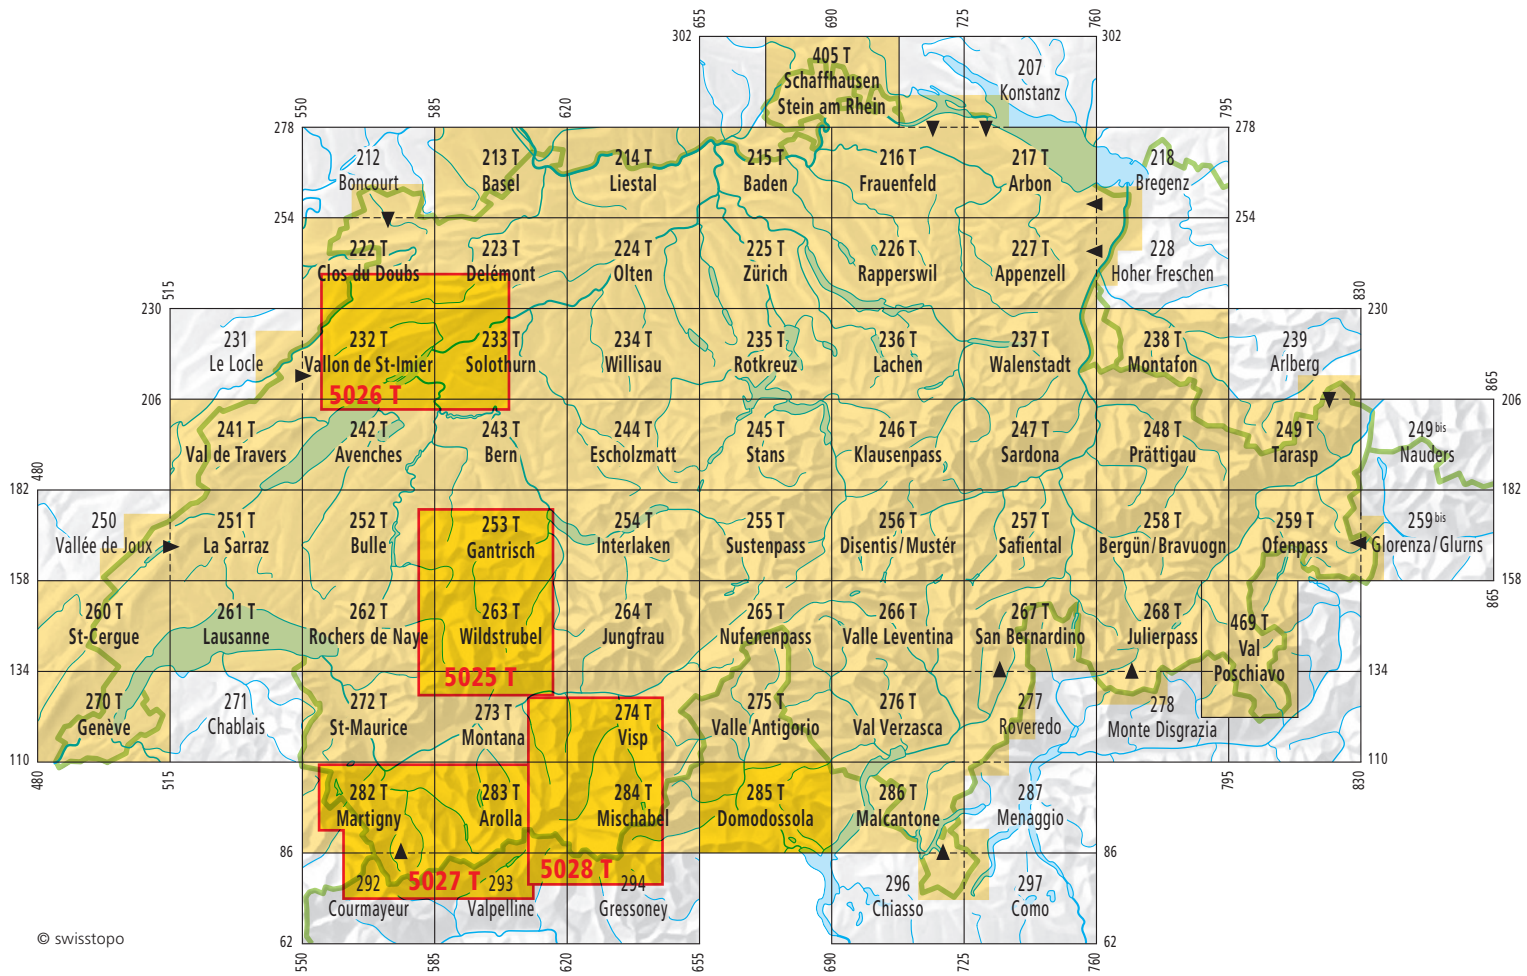 655
690
725
760
302
302
405 T
Schaffhausen
Stein am Rhein
207
Konstanz
550
585
620
795
278
278
212
Boncourt
213 T
Basel
214 T
Liestal
215 T
Baden
216 T
Frauenfeld
217 T
Arbon
218
Bregenz
254
254
222 T
Clos du Doubs
223 T
Delémont
224 T
Olten
225 T
Zürich
226 T
Rapperswil
227 T
Appenzell
228
Hoher Freschen
515
830
230
230
231
Le Locle
232 T
Vallon de St-Imier
233 T
Solothurn
234 T
Willisau
235 T
Rotkreuz
236 T
Lachen
237 T
Walenstadt
238 T
Montafon
239
Arlberg
5026 T
865
206
206
241 T
Val de Travers
242 T
Avenches
243 T
Bern
244 T
Escholzmatt
245 T
Stans
246 T
Klausenpass
247 T
Sardona
248 T
Prättigau
249 T
Tarasp
249 bis
Nauders
480
182
182
250
Vallée de Joux
251 T
La Sarraz
252 T
Bulle
253 T
Gantrisch
254 T
Interlaken
255 T
Sustenpass
256 T
Disentis/Mustér
257 T
Safiental
258 T
Bergün/Bravuogn
259 T
Ofenpass
259 bis
Glorenza/Glurns
158
158
865
260 T
St-Cergue
261 T
Lausanne
262 T
Rochers de Naye
263 T
Wildstrubel
264 T
Jungfrau
265 T
Nufenenpass
266 T
Valle Leventina
267 T
San Bernardino
268 T
Julierpass
469 T
Val
Poschiavo
5025 T
134
134
270 T
Genève
271
Chablais
272 T
St-Maurice
273 T
Montana
274 T
Visp
275 T
Valle Antigorio
276 T
Val Verzasca
277
Roveredo
278
Monte Disgrazia
110
110
480
515
795
830
282 T
Martigny
283 T
Arolla
284 T
Mischabel
285 T
Domodossola
286 T
Malcantone
287
Menaggio
86
86
5027 T
5028 T
292
Courmayeur
293
Valpelline
294
Gressoney
296
Chiasso
297
Como
© swisstopo
62
62
550
585
620
655
690
725
760